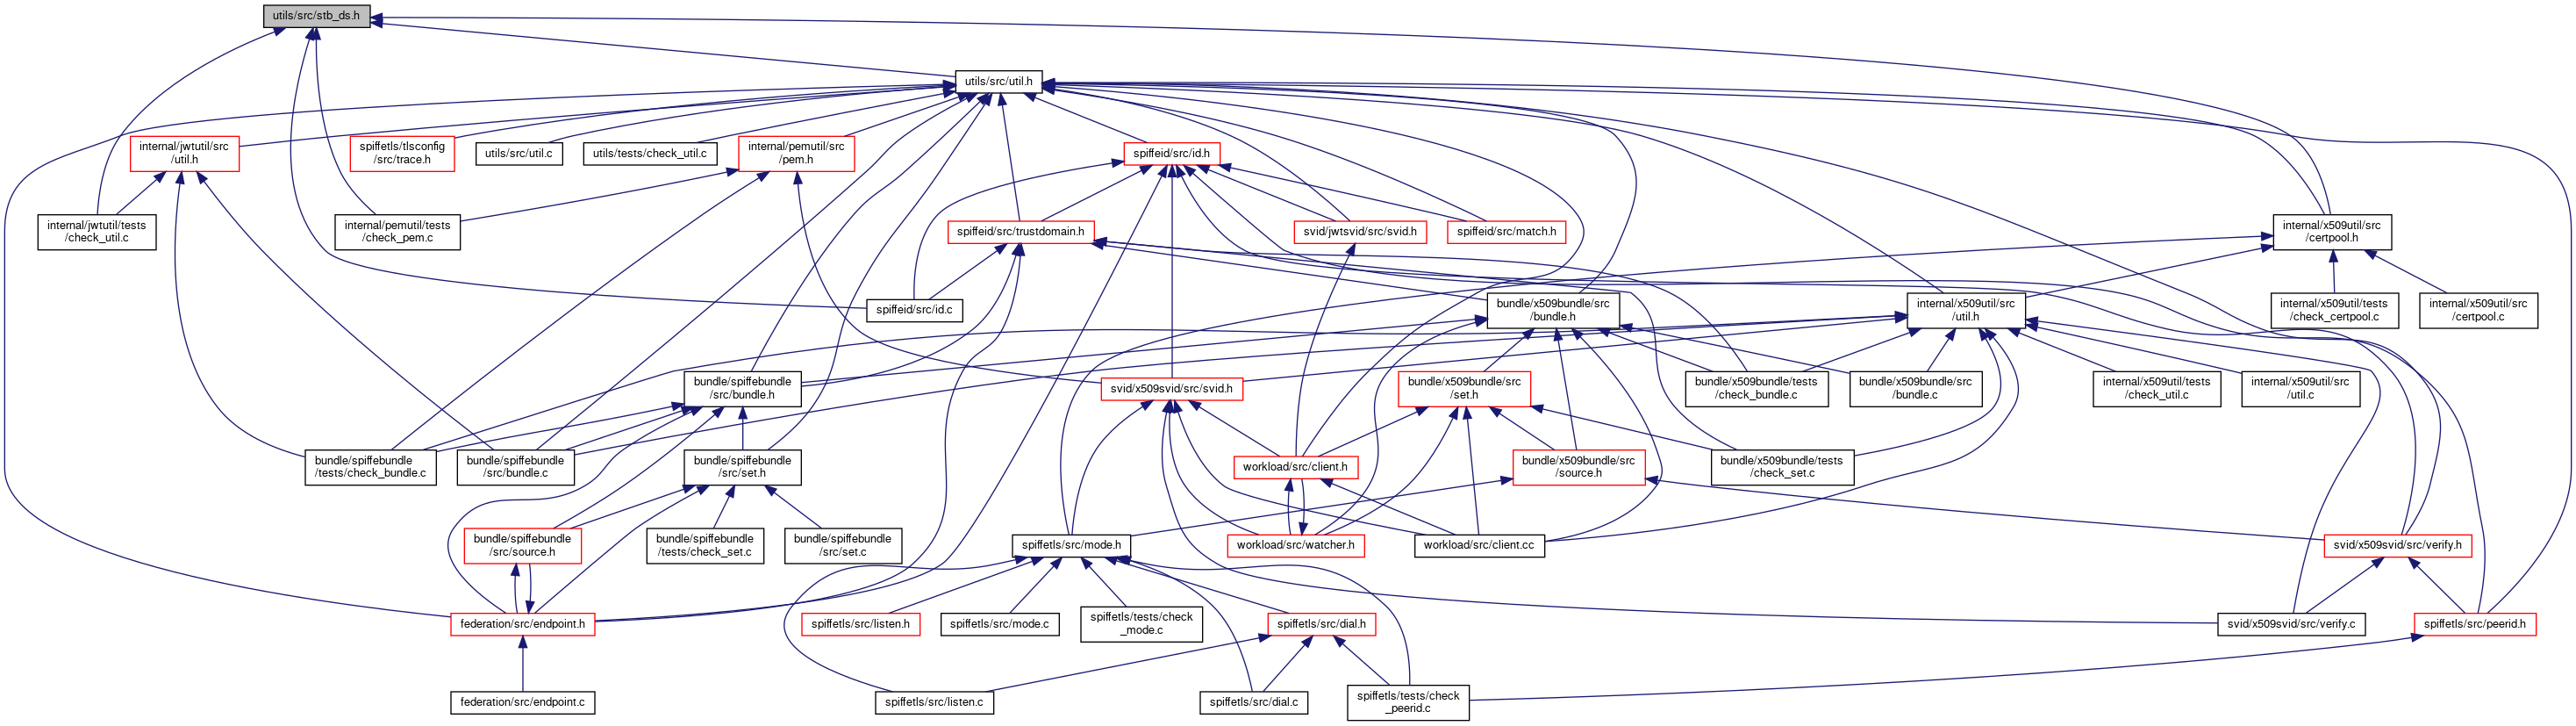 utils/src/stb_ds.h
utils/src/util.h
internal/jwtutil/src
/util.h
spiffetls/tlsconfig
/src/trace.h
utils/src/util.c
utils/tests/check_util.c
internal/pemutil/src
/pem.h
spiffeid/src/id.h
internal/jwtutil/tests
/check_util.c
internal/pemutil/tests
/check_pem.c
spiffeid/src/trustdomain.h
svid/jwtsvid/src/svid.h
spiffeid/src/match.h
internal/x509util/src
/certpool.h
spiffeid/src/id.c
bundle/x509bundle/src
/bundle.h
internal/x509util/src
/util.h
internal/x509util/tests
/check_certpool.c
internal/x509util/src
/certpool.c
bundle/spiffebundle
/src/bundle.h
svid/x509svid/src/svid.h
bundle/x509bundle/src
/set.h
bundle/x509bundle/tests
/check_bundle.c
bundle/x509bundle/src
/bundle.c
internal/x509util/tests
/check_util.c
internal/x509util/src
/util.c
bundle/spiffebundle
/tests/check_bundle.c
bundle/spiffebundle
/src/bundle.c
bundle/spiffebundle
/src/set.h
workload/src/client.h
bundle/x509bundle/src
/source.h
bundle/x509bundle/tests
/check_set.c
bundle/spiffebundle
/src/source.h
bundle/spiffebundle
/tests/check_set.c
bundle/spiffebundle
/src/set.c
spiffetls/src/mode.h
workload/src/watcher.h
workload/src/client.cc
svid/x509svid/src/verify.h
federation/src/endpoint.h
spiffetls/src/listen.h
spiffetls/src/mode.c
spiffetls/tests/check
_mode.c
spiffetls/src/dial.h
svid/x509svid/src/verify.c
spiffetls/src/peerid.h
federation/src/endpoint.c
spiffetls/src/listen.c
spiffetls/src/dial.c
spiffetls/tests/check
_peerid.c